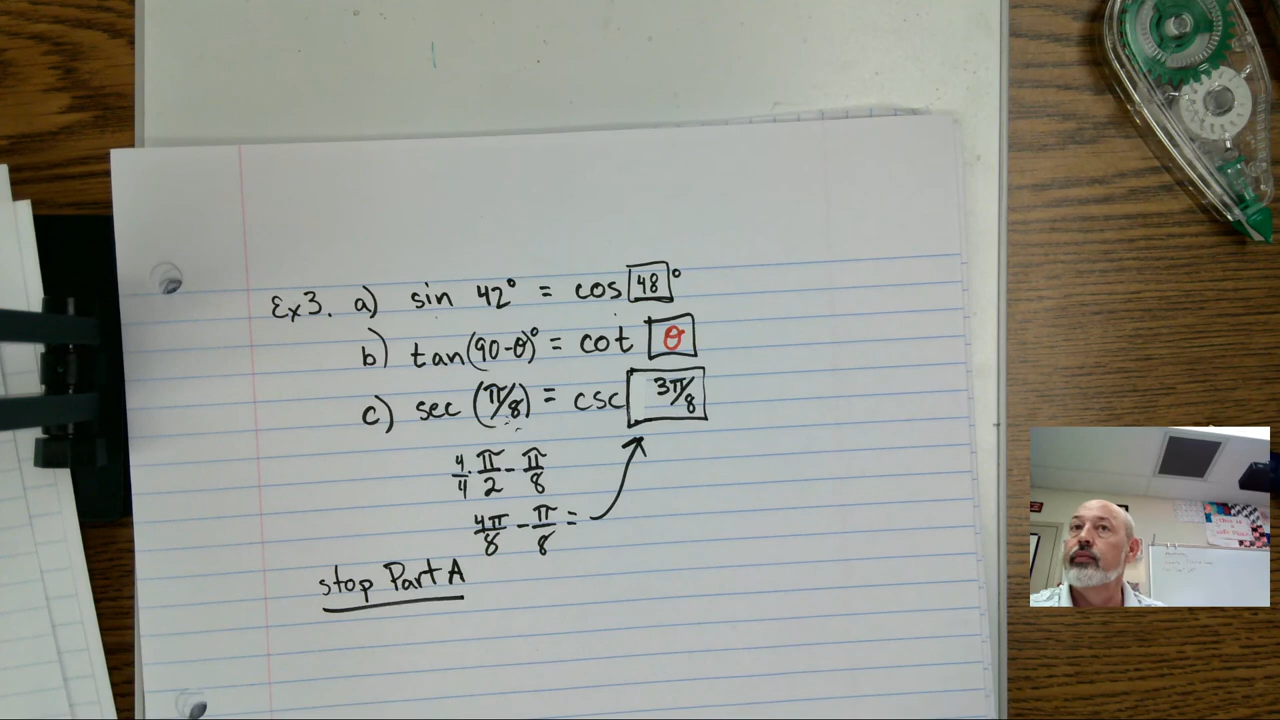 Ex3. a) sin 42° = cos 48°
b) tan(90-θ)° = cot θ
c) sec (π/8) = csc 3π/8
4/4 · π/2 - π/8
4π/8 - π/8 =
stop Part A